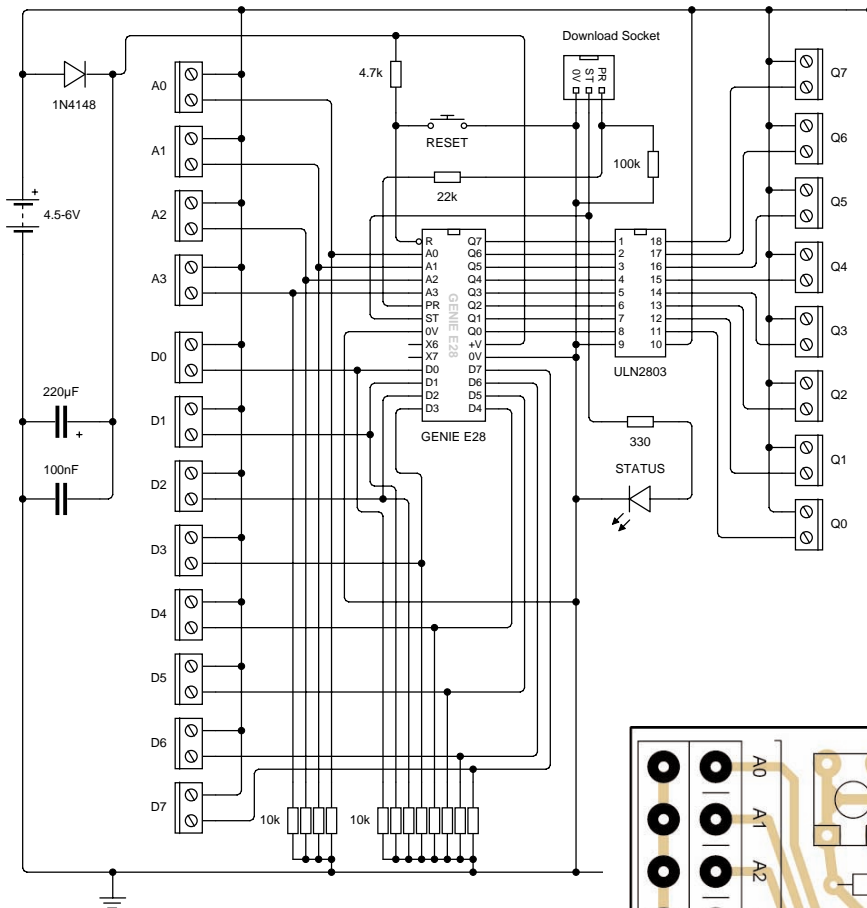 Download Socket
1N4148
4.7k
0V ST PR
RESET
22k
100k
+
4.5-6V
220µF
+
100nF
A0
A1
A2
A3
D0
D1
D2
D3
D4
D5
D6
D7
R Q7
A0 Q6
A1 Q5
A2 Q4
A3 Q3
PR Q2
ST Q1
0V Q0
X6 +V
X7 0V
D0 D7
D1 D6
D2 D5
D3 D4
GENIE E28
GENIE E28
1 18
2 17
3 16
4 15
5 14
6 13
7 12
8 11
9 10
ULN2803
330
STATUS
Q7
Q6
Q5
Q4
Q3
Q2
Q1
Q0
10k
10k
A0
A1
A2